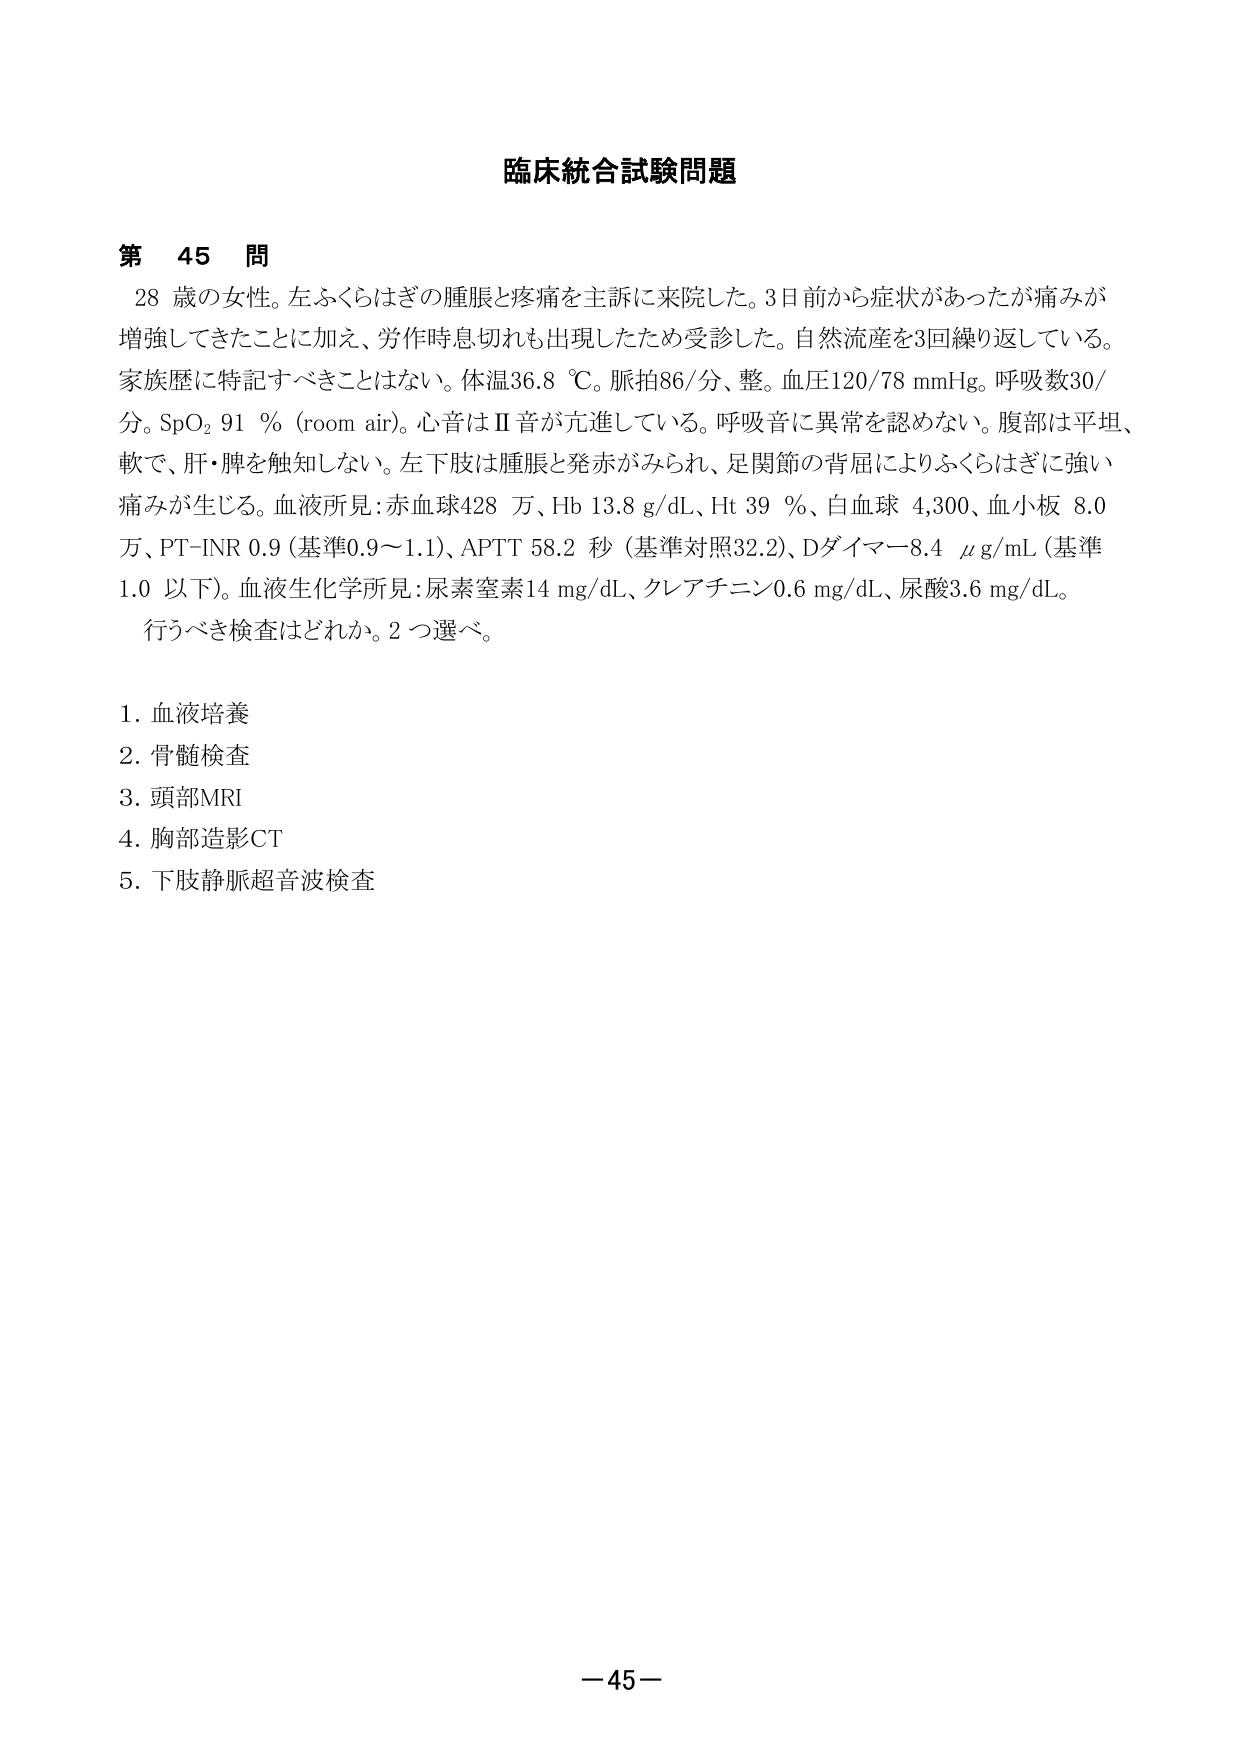 臨床統合試験問題
第 45 問
28 歳の女性。左ふくらはぎの腫脹と疼痛を主訴に来院した。3日前から症状があったが痛みが
増強してきたことに加え、労作時息切れも出現したため受診した。自然流産を3回繰り返している。
家族歴に特記すべきことはない。体温36.8 ℃。脈拍86/分、整。血圧120/78 mmHg。呼吸数30/
分。SpO₂ 91 % (room air)。心音はⅡ音が亢進している。呼吸音に異常を認めない。腹部は平坦、
軟で、肝・脾を触知しない。左下肢は腫脹と発赤がみられ、足関節の背屈によりふくらはぎに強い
痛みが生じる。血液所見:赤血球428 万、Hb 13.8 g/dL、Ht 39 %、白血球 4,300、血小板 8.0
万、PT-INR 0.9 (基準0.9〜1.1)、APTT 58.2 秒 (基準対照32.2)、Dダイマー8.4 μg/mL (基準
1.0 以下)。血液生化学所見:尿素窒素14 mg/dL、クレアチニン0.6 mg/dL、尿酸3.6 mg/dL。
行うべき検査はどれか。2 つ選べ。
1. 血液培養
2. 骨髄検査
3. 頭部MRI
4. 胸部造影CT
5. 下肢静脈超音波検査
―45―